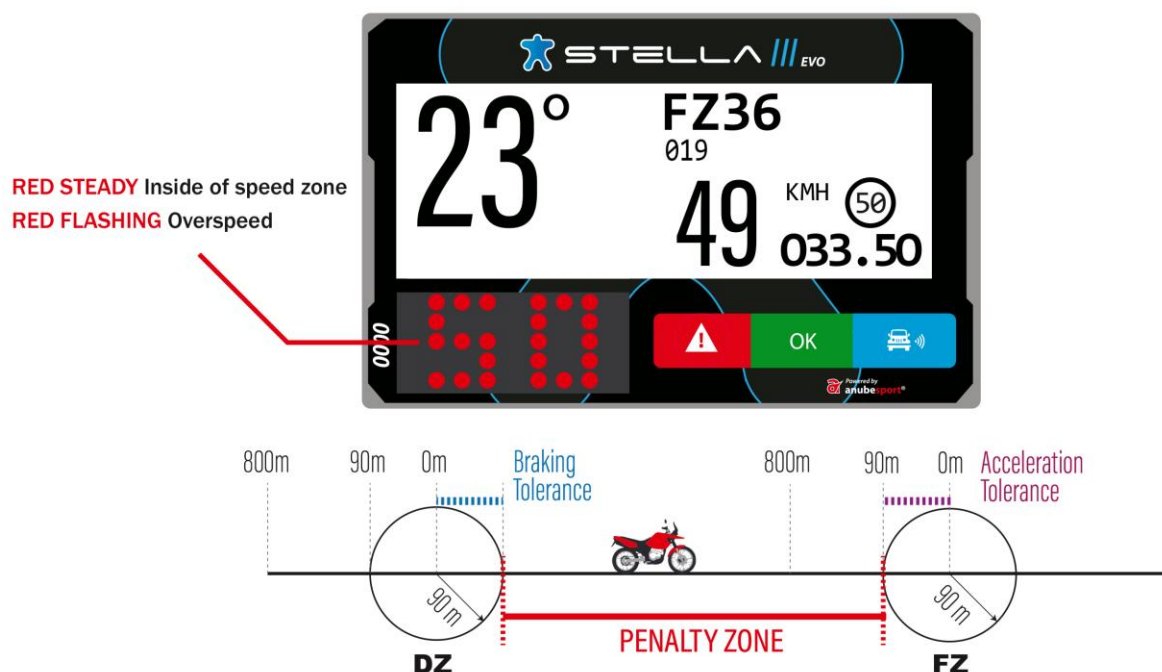 STELLA III EVO
23°
FZ36
019
49 KMH 50
033.50
RED STEADY Inside of speed zone
RED FLASHING Overspeed
0000
50
OK
Powered by
anubesport®
800m 90m 0m Braking Tolerance 800m 90m 0m Acceleration Tolerance
90 m
90 m
PENALTY ZONE
DZ
FZ